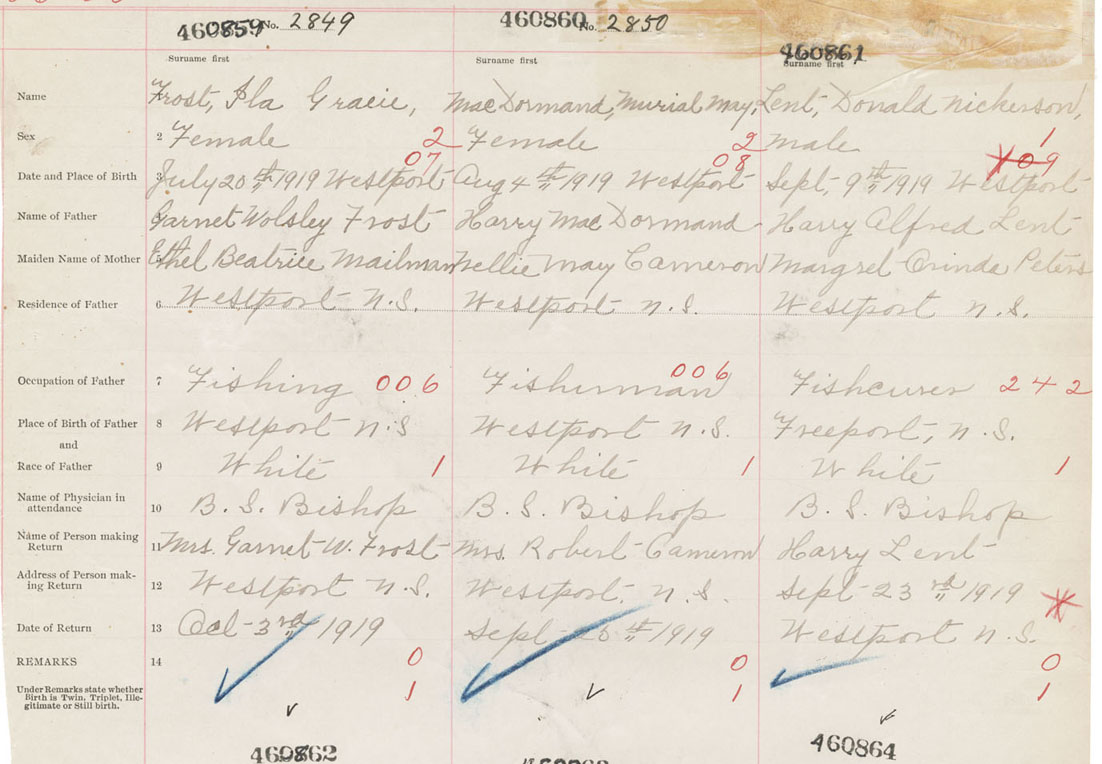 460859 No. 2849 460860 No. 2850
460861
Surname first Surname first Surname first
Name Frost, Ila Gracie, MacDormand, Murial May, Lent, Donald Nickerson,
Sex 2 Female 2 Female 2 male 1
07 08 109
Date and Place of Birth 3 July 20th 1919 Westport Aug 4th 1919 Westport Sept, 9th 1919 Westport
Name of Father Garnet Wolsley Frost Harry MacDormand Harry Alfred Lent
Maiden Name of Mother 5 Ethel Beatrice Mailman Nellie May Cameron Margret Orinda Peters
Residence of Father 6 Westport N.S. Westport N.S. Westport N.S.
Occupation of Father 7 Fishing 006 Fisherman 006 Fishcurer 242
Place of Birth of Father 8 Westport N.S Westport N.S. Freeport, N.S.
and
Race of Father 9 White 1 White 1 White 1
Name of Physician in
attendance 10 B. S. Bishop B. S. Bishop B. S. Bishop
Name of Person making
Return 11 Mrs. Garnet W. Frost Mrs. Robert Cameron Harry Lent
Address of Person mak-
ing Return 12 Westport N.S. Westport. N.S. Sept-23rd 1919
Date of Return 13 Oct-3rd 1919 Sept 1919 Westport N.S.
REMARKS 14 0 0 0
Under Remarks state whether
Birth is Twin, Triplet, Ille-
gitimate or Still birth. 1 1 1
460862 460864